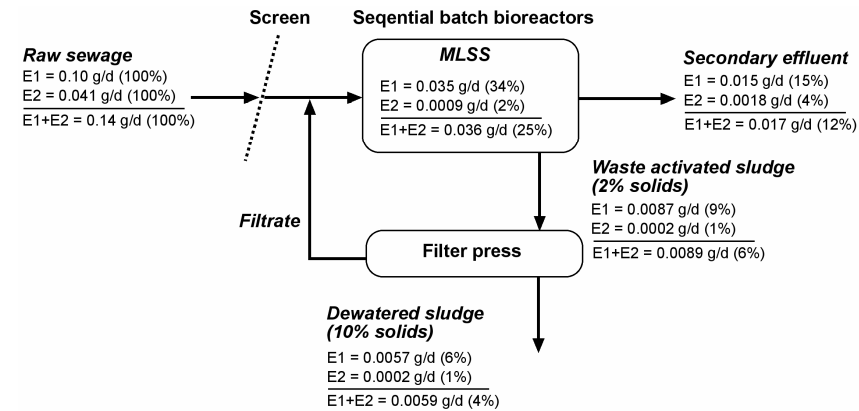 Screen
Seqential batch bioreactors
Raw sewage
E1 = 0.10 g/d (100%)
E2 = 0.041 g/d (100%)
E1+E2 = 0.14 g/d (100%)
MLSS
E1 = 0.035 g/d (34%)
E2 = 0.0009 g/d (2%)
E1+E2 = 0.036 g/d (25%)
Secondary effluent
E1 = 0.015 g/d (15%)
E2 = 0.0018 g/d (4%)
E1+E2 = 0.017 g/d (12%)
Waste activated sludge
(2% solids)
E1 = 0.0087 g/d (9%)
E2 = 0.0002 g/d (1%)
E1+E2 = 0.0089 g/d (6%)
Filtrate
Filter press
Dewatered sludge
(10% solids)
E1 = 0.0057 g/d (6%)
E2 = 0.0002 g/d (1%)
E1+E2 = 0.0059 g/d (4%)